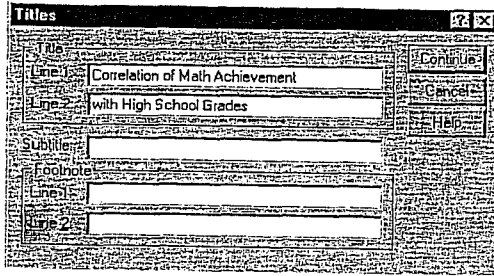 Titles
Title
Line 1: Correlation of Math Achievement
Line 2: with High School Grades
Subtitle:
Footnote
Line 1:
Line 2:
Continue
Cancel
Help